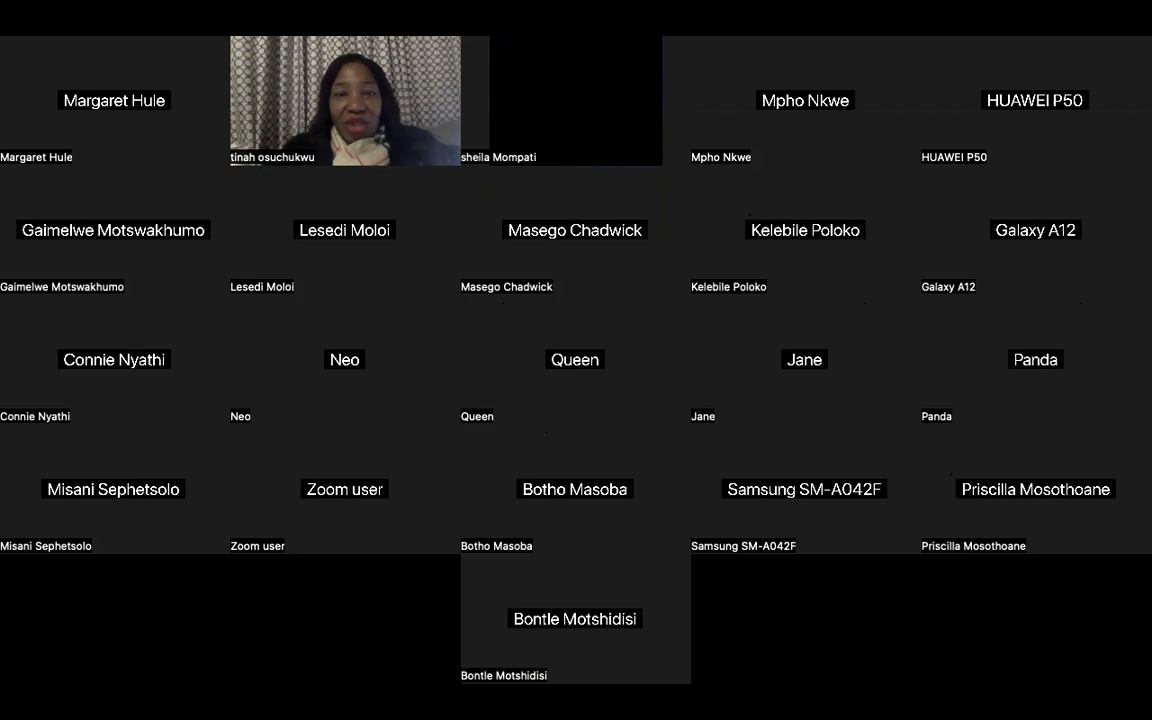 Margaret Hule
Margaret Hule
tinah osuchukwu
sheila Mompati
Mpho Nkwe
Mpho Nkwe
HUAWEI P50
HUAWEI P50
Gaimelwe Motswakhumo
Gaimelwe Motswakhumo
Lesedi Moloi
Lesedi Moloi
Masego Chadwick
Masego Chadwick
Kelebile Poloko
Kelebile Poloko
Galaxy A12
Galaxy A12
Connie Nyathi
Connie Nyathi
Neo
Neo
Queen
Queen
Jane
Jane
Panda
Panda
Misani Sephetsolo
Misani Sephetsolo
Zoom user
Zoom user
Botho Masoba
Botho Masoba
Samsung SM-A042F
Samsung SM-A042F
Priscilla Mosothoane
Priscilla Mosothoane
Bontle Motshidisi
Bontle Motshidisi